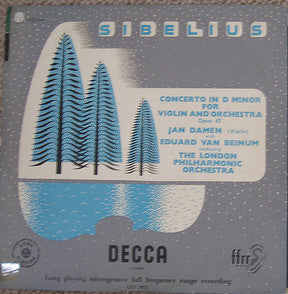 SIBELIUS
CONCERTO IN D MINOR
FOR
VIOLIN AND ORCHESTRA
Opus 47
JAN DAMEN (Violin)
with
EDUARD VAN BEINUM
conducting
THE LONDON
PHILHARMONIC
ORCHESTRA
DECCA
ffrr
Long playing microgroove full frequency range recording